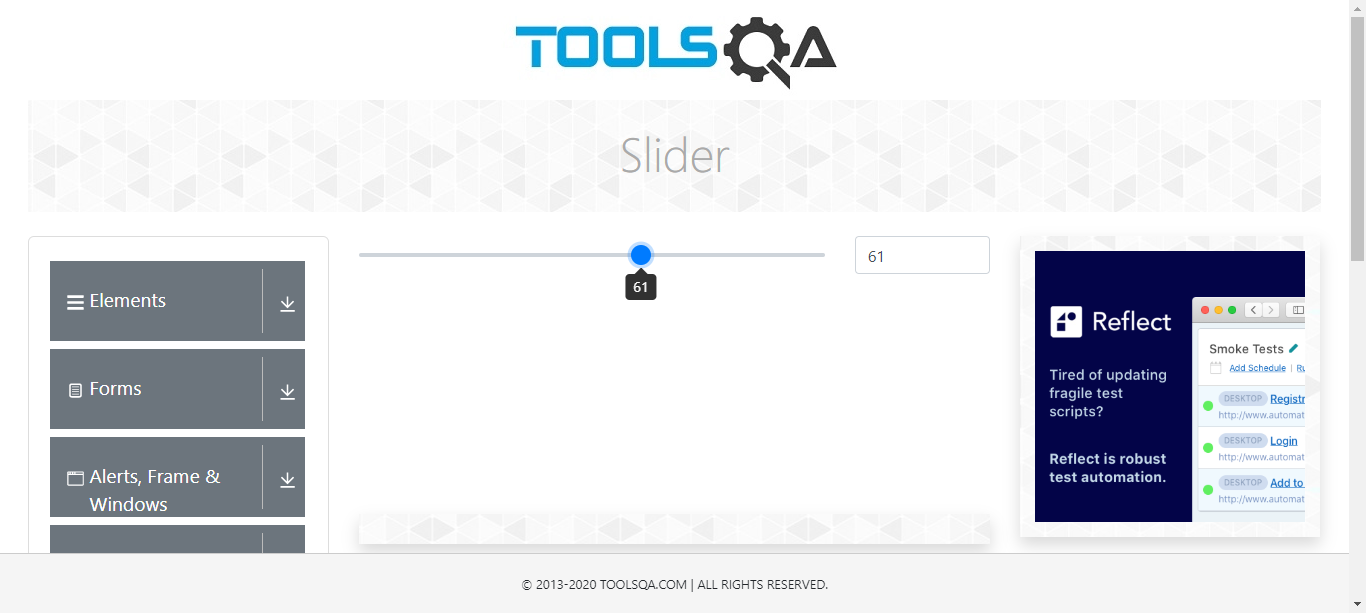 TOOLSQA
Slider
Elements
Forms
Alerts, Frame &
Windows
61
61
Reflect
Tired of updating
fragile test
scripts?
Reflect is robust
test automation.
Smoke Tests
Add Schedule | Ru
DESKTOP Registr
http://www.automat
DESKTOP Login
http://www.automat
DESKTOP Add to
http://www.automat
© 2013-2020 TOOLSQA.COM | ALL RIGHTS RESERVED.